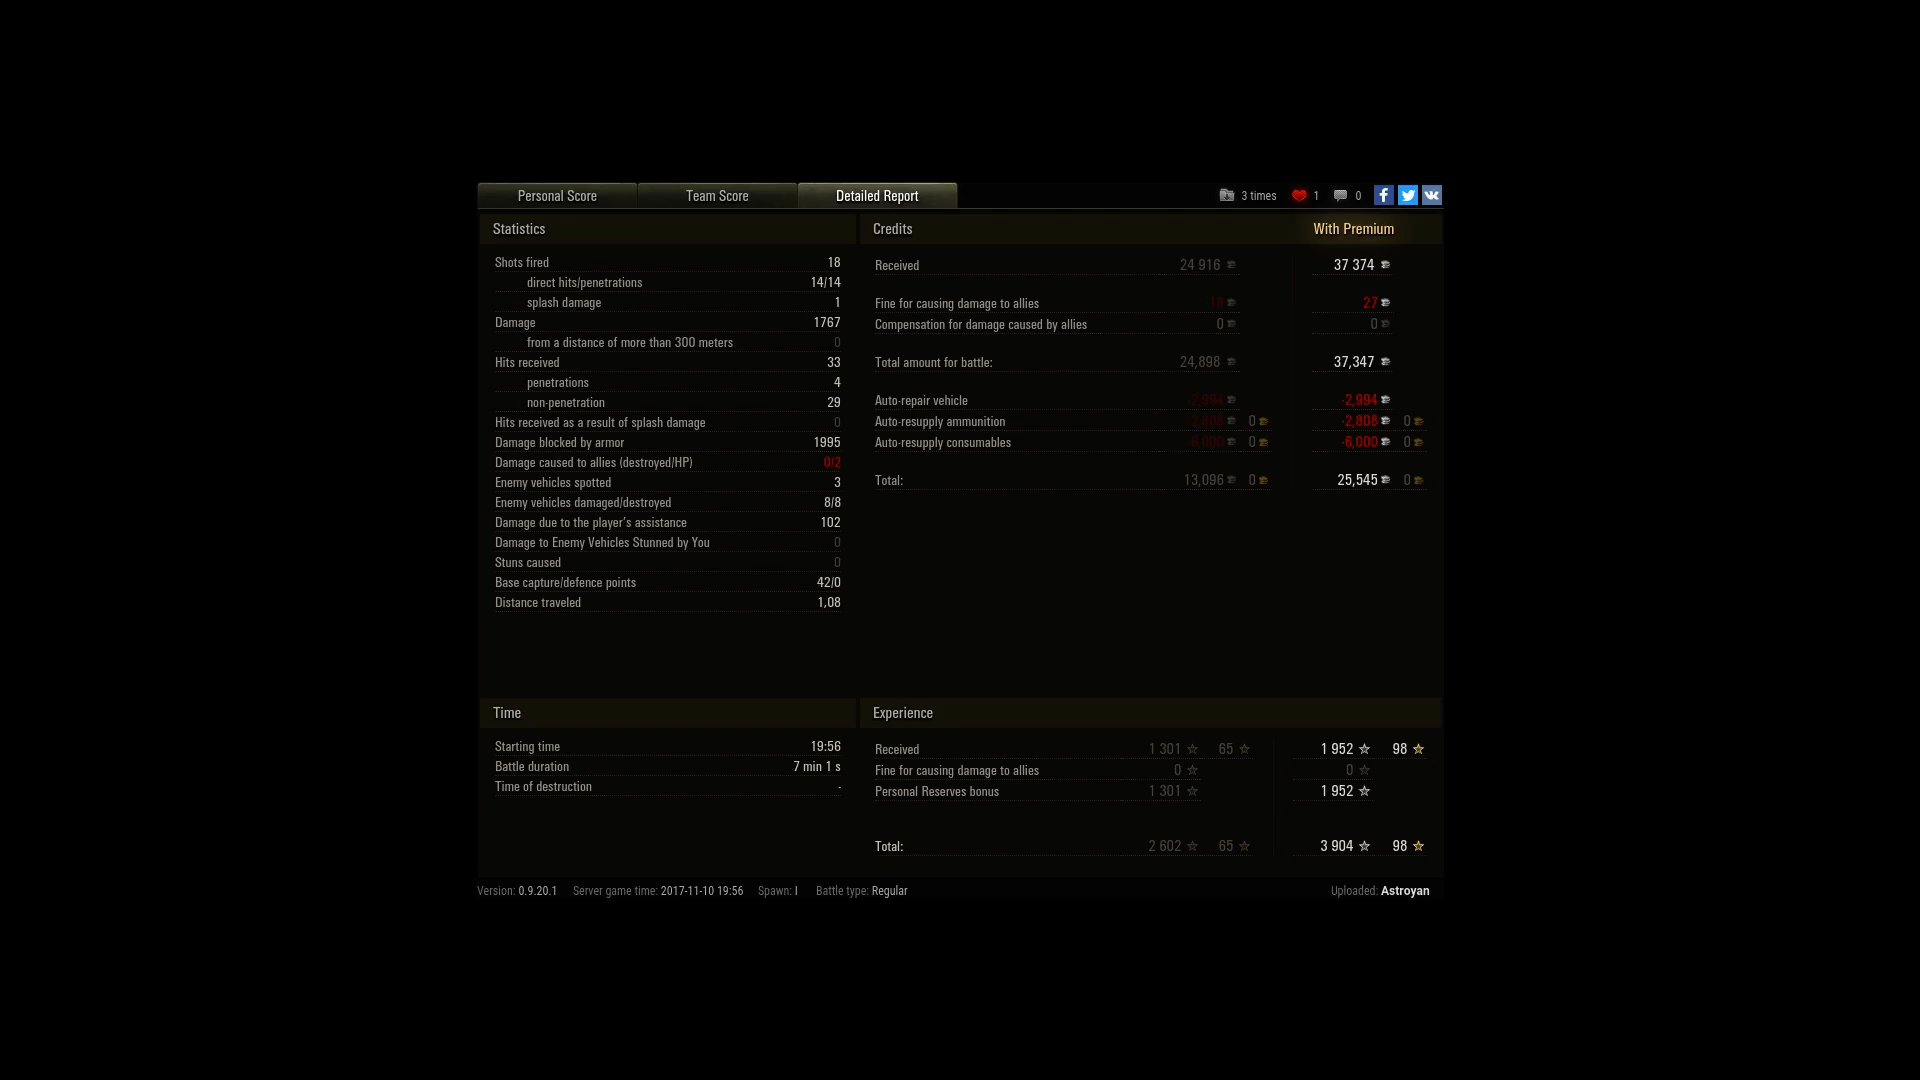 Personal Score Team Score Detailed Report 3 times 1 0
Statistics
Shots fired 18
direct hits/penetrations 14/14
splash damage 1
Damage 1767
from a distance of more than 300 meters 0
Hits received 33
penetrations 4
non-penetration 29
Hits received as a result of splash damage 0
Damage blocked by armor 1995
Damage caused to allies (destroyed/HP) 0/2
Enemy vehicles spotted 3
Enemy vehicles damaged/destroyed 8/8
Damage due to the player's assistance 102
Damage to Enemy Vehicles Stunned by You 0
Stuns caused 0
Base capture/defence points 42/0
Distance traveled 1,08
Credits With Premium
Received 24 916 37 374
Fine for causing damage to allies 27
Compensation for damage caused by allies 0 0
Total amount for battle: 24,898 37,347
Auto-repair vehicle -2,994 -2,994
Auto-resupply ammunition -2,808 0 -2,808 0
Auto-resupply consumables -6,000 0 -6,000 0
Total: 13,096 0 25,545 0
Time
Starting time 19:56
Battle duration 7 min 1 s
Time of destruction -
Experience
Received 1 301 65 1 952 98
Fine for causing damage to allies 0 0
Personal Reserves bonus 1 301 1 952
Total: 2 602 65 3 904 98
Version: 0.9.20.1 Server game time: 2017-11-10 19:56 Spawn: I Battle type: Regular Uploaded: Astroyan